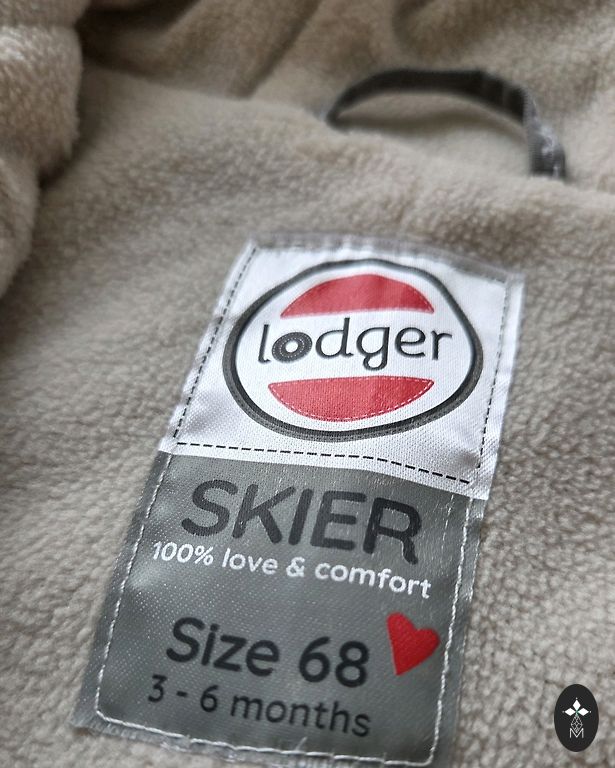 lodger
SKIER
100% love & comfort
Size 68
3 - 6 months
M